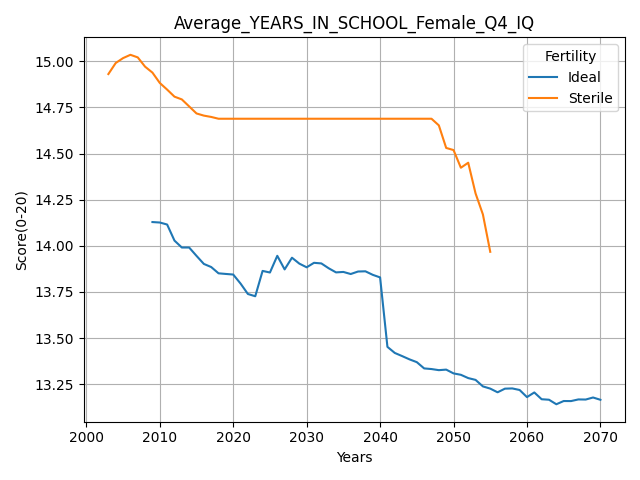 Average_YEARS_IN_SCHOOL_Female_Q4_IQ
Fertility
Ideal
Sterile
Score(0-20)
15.00
14.75
14.50
14.25
14.00
13.75
13.50
13.25
2000 2010 2020 2030 2040 2050 2060 2070
Years